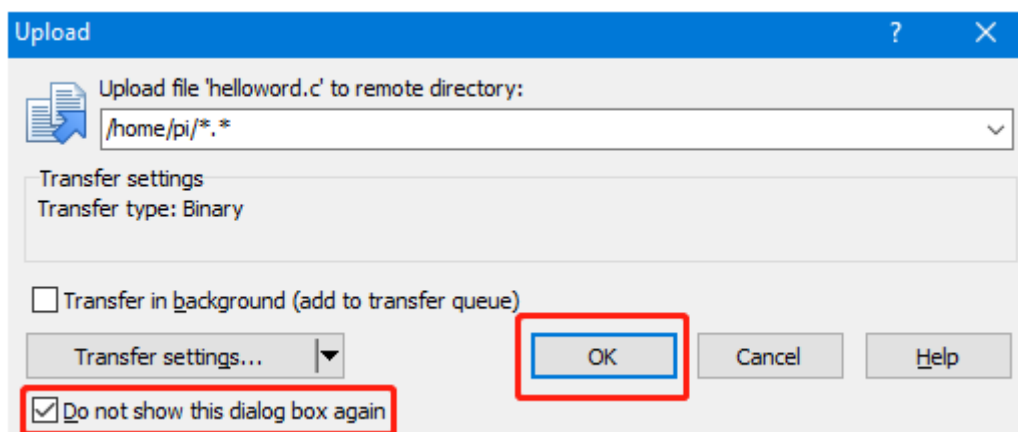 Upload ?
Upload file 'helloword.c' to remote directory:
/home/pi/*.*
Transfer settings
Transfer type: Binary
Transfer in background (add to transfer queue)
Transfer settings... OK Cancel Help
Do not show this dialog box again